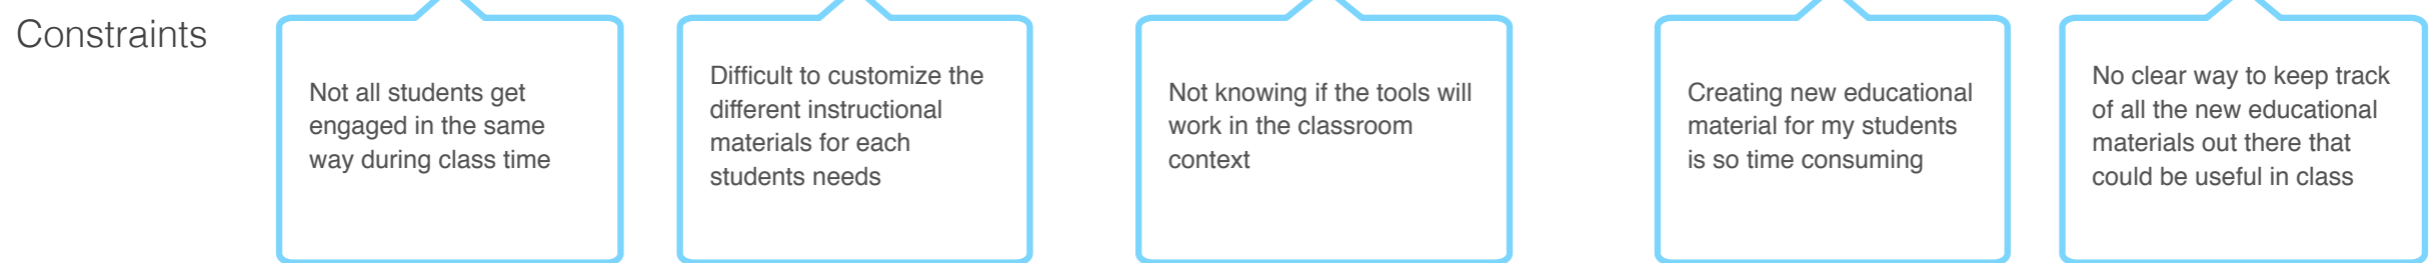 Constraints
Not all students get
engaged in the same
way during class time
Difficult to customize the
different instructional
materials for each
students needs
Not knowing if the tools will
work in the classroom
context
Creating new educational
material for my students
is so time consuming
No clear way to keep track
of all the new educational
materials out there that
could be useful in class